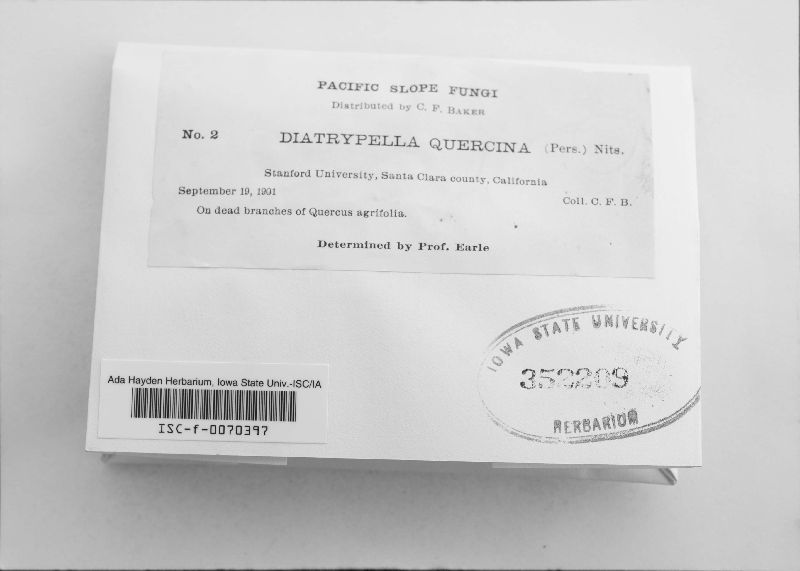 PACIFIC SLOPE FUNGI
Distributed by C. F. BAKER
No. 2 DIATRYPELLA QUERCINA (Pers.) Nits.
Stanford University, Santa Clara county, California
September 19, 1901
Coll. C. F. B.
On dead branches of Quercus agrifolia.
Determined by Prof. Earle
IOWA STATE UNIVERSITY
352209
HERBARIUM
Ada Hayden Herbarium, Iowa State Univ.-ISC/IA
ISC-f-0070397